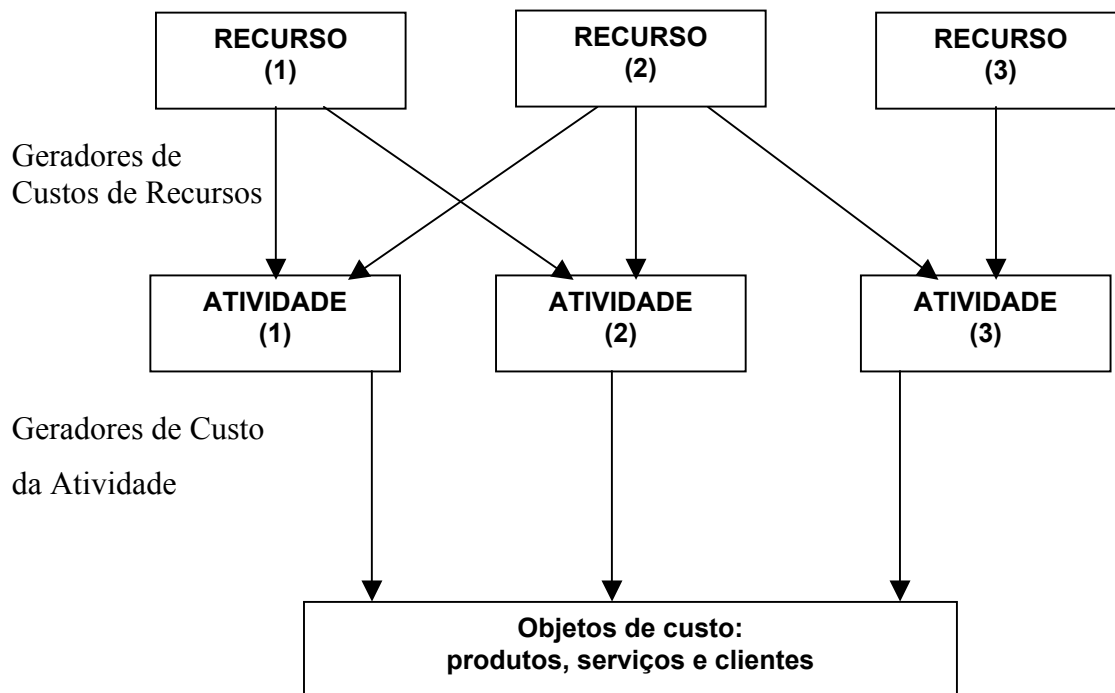 RECURSO
(1)
RECURSO
(2)
RECURSO
(3)
Geradores de
Custos de Recursos
ATIVIDADE
(1)
ATIVIDADE
(2)
ATIVIDADE
(3)
Geradores de Custo
da Atividade
Objetos de custo:
produtos, serviços e clientes